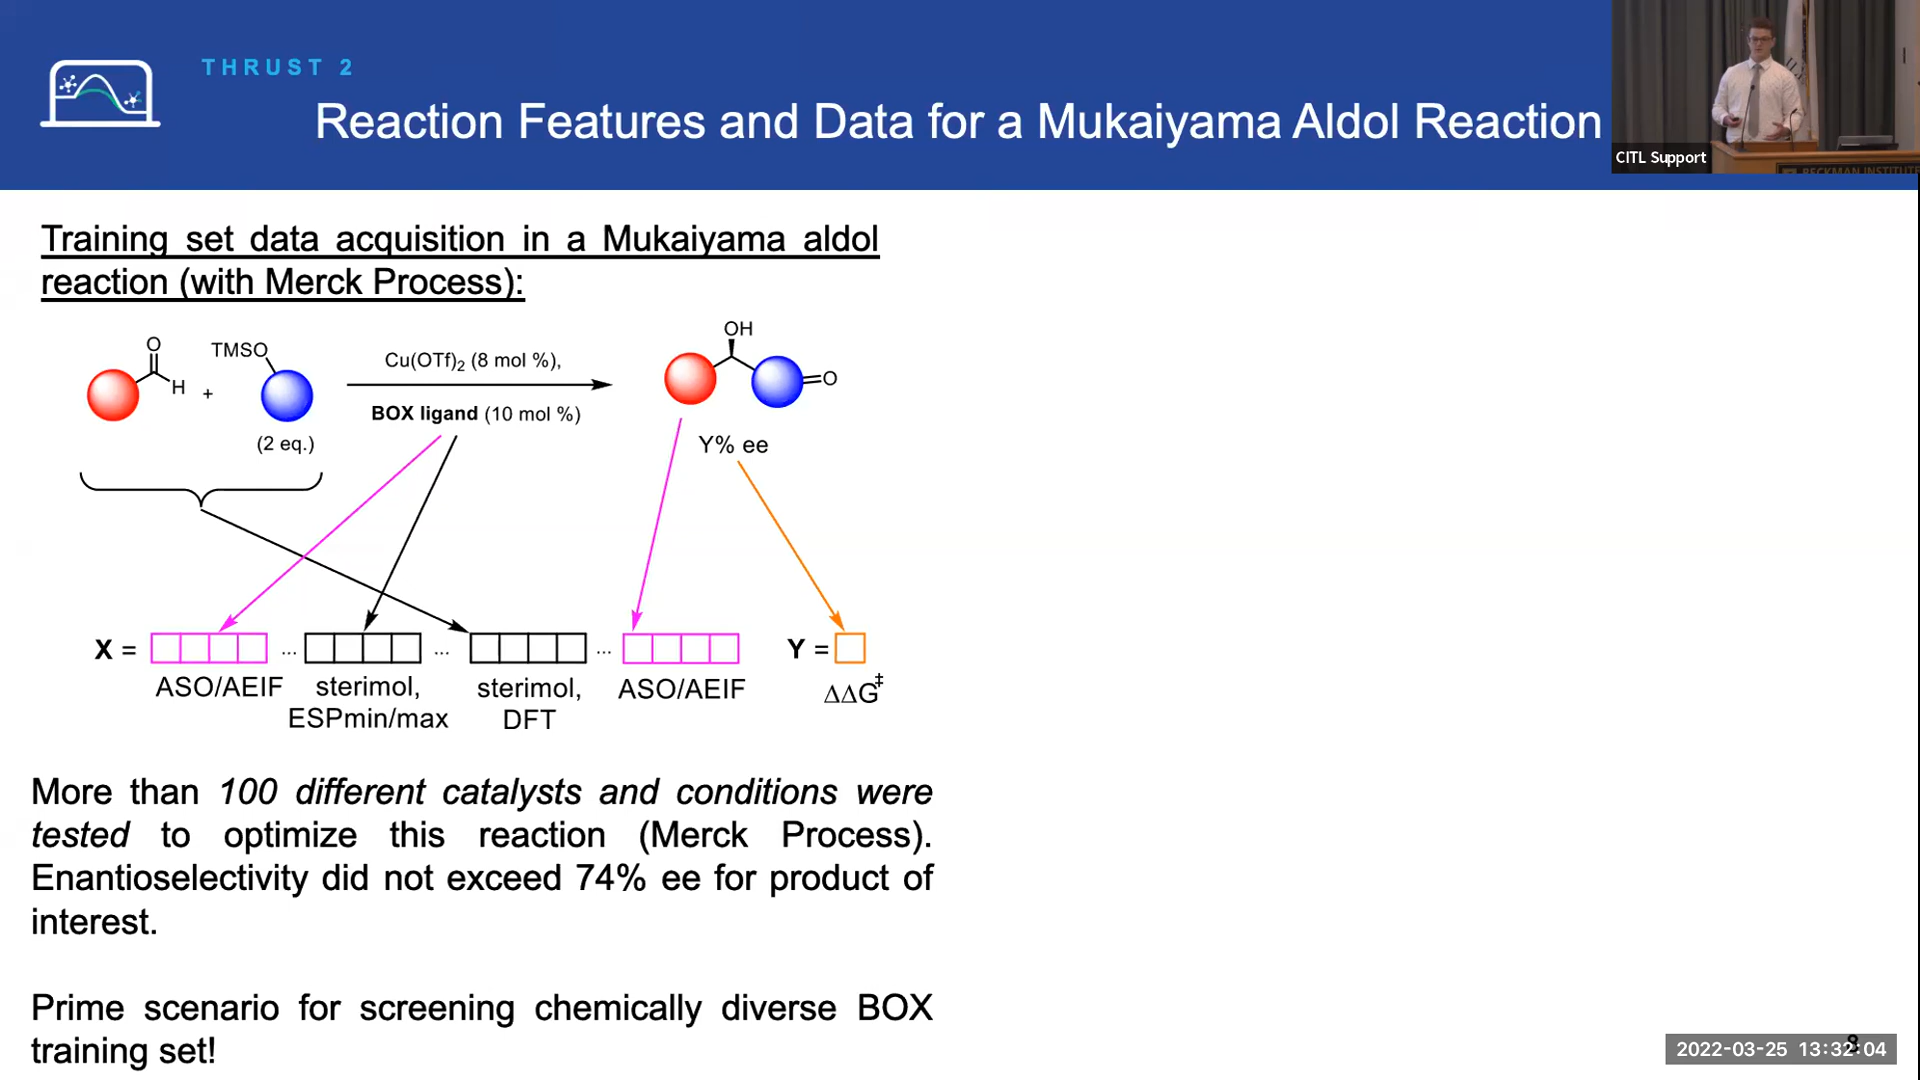 THRUST 2
Reaction Features and Data for a Mukaiyama Aldol Reaction
CITL Support
BECKMAN INSTITUTE
Training set data acquisition in a Mukaiyama aldol
reaction (with Merck Process):
O
H
+
TMSO
(2 eq.)
Cu(OTf)₂ (8 mol %),
BOX ligand (10 mol %)
OH
O
Y% ee
X =
... ... ...
Y =
ASO/AEIF
sterimol,
ESPmin/max
sterimol,
DFT
ASO/AEIF
ΔΔG‡
More than 100 different catalysts and conditions were
tested to optimize this reaction (Merck Process).
Enantioselectivity did not exceed 74% ee for product of
interest.
Prime scenario for screening chemically diverse BOX
training set!
8
2022-03-25 13:32:04